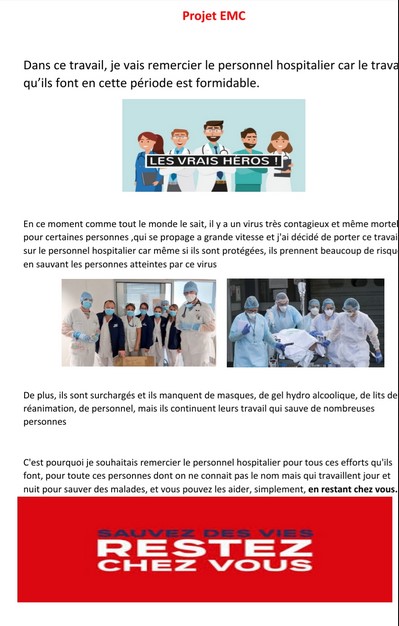 Projet EMC
Dans ce travail, je vais remercier le personnel hospitalier car le trava
qu'ils font en cette période est formidable.
LES VRAIS HÉROS !
En ce moment comme tout le monde le sait, il y a un virus très contagieux et même mortel
pour certaines personnes ,qui se propage a grande vitesse et j'ai décidé de porter ce travai
sur le personnel hospitalier car même si ils sont protégées, ils prennent beaucoup de risqu
en sauvant les personnes atteintes par ce virus
De plus, ils sont surchargés et ils manquent de masques, de gel hydro alcoolique, de lits de
réanimation, de personnel, mais ils continuent leurs travail qui sauve de nombreuses
personnes
C'est pourquoi je souhaitais remercier le personnel hospitalier pour tous ces efforts qu'ils
font, pour toute ces personnes dont on ne connait pas le nom mais qui travaillent jour et
nuit pour sauver des malades, et vous pouvez les aider, simplement, en restant chez vous.
SAUVEZ DES VIES
RESTEZ
CHEZ VOUS